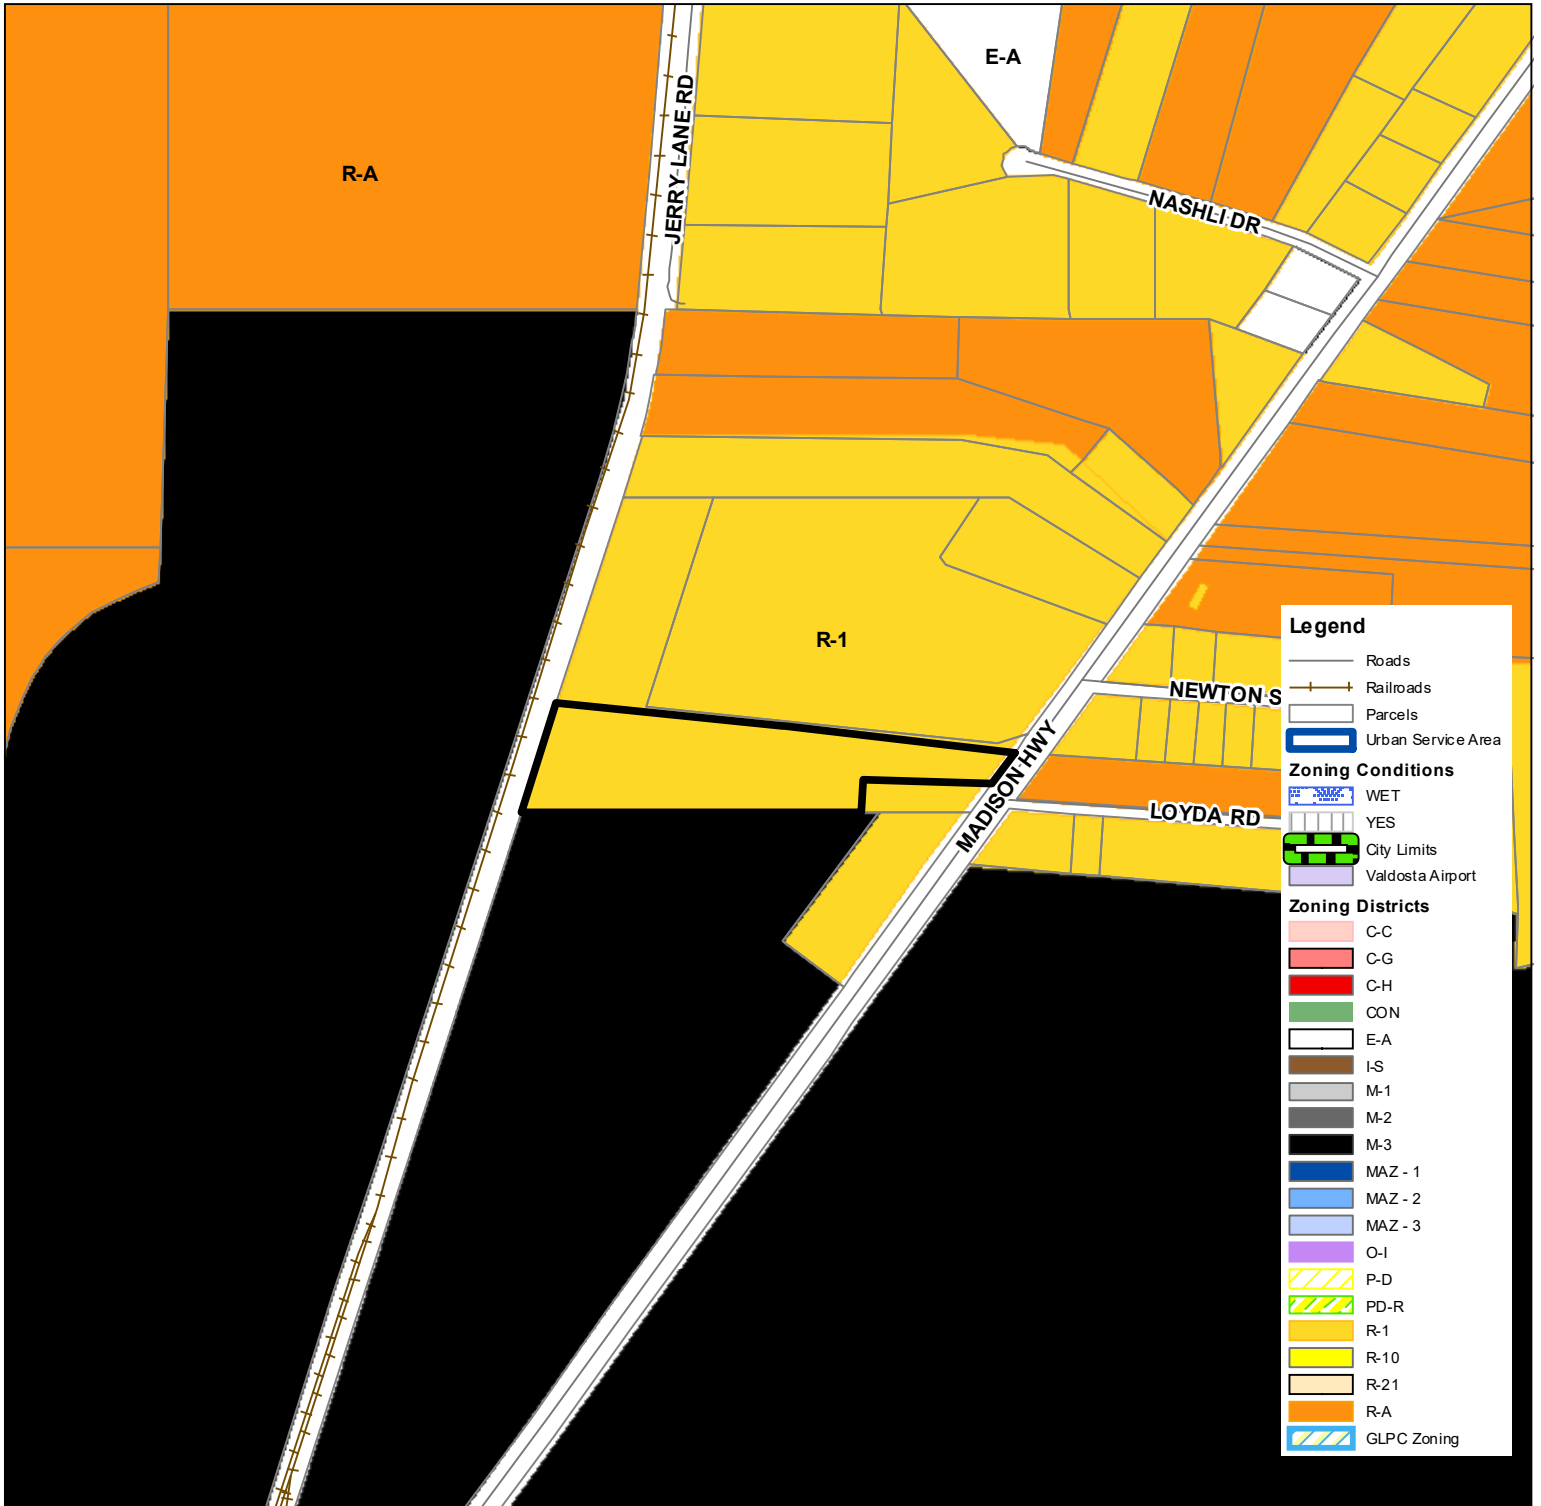 E-A
R-A
JERRY LANE RD
NASHLI DR
R-1
NEWTON S
MADISON HWY
LOYDA RD
Legend
Roads
Railroads
Parcels
Urban Service Area
Zoning Conditions
WET
YES
City Limits
Valdosta Airport
Zoning Districts
C-C
C-G
C-H
CON
E-A
I-S
M-1
M-2
M-3
MAZ - 1
MAZ - 2
MAZ - 3
O-I
P-D
PD-R
R-1
R-10
R-21
R-A
GLPC Zoning